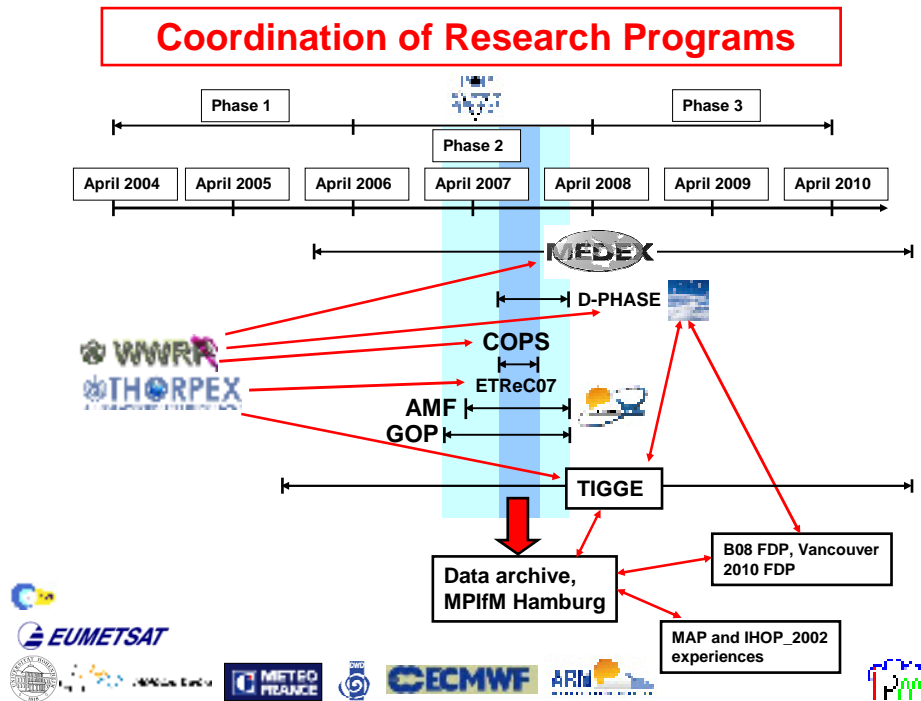 Coordination of Research Programs
Phase 1
Phase 3
Phase 2
April 2004
April 2005
April 2006
April 2007
April 2008
April 2009
April 2010
MEDEX
D-PHASE
WWRP
COPS
THORPEX
ETReC07
AMF
GOP
TIGGE
Data archive,
MPIfM Hamburg
B08 FDP, Vancouver
2010 FDP
MAP and IHOP_2002
experiences
EUMETSAT
METEO
FRANCE
DWD
ECMWF
ARM